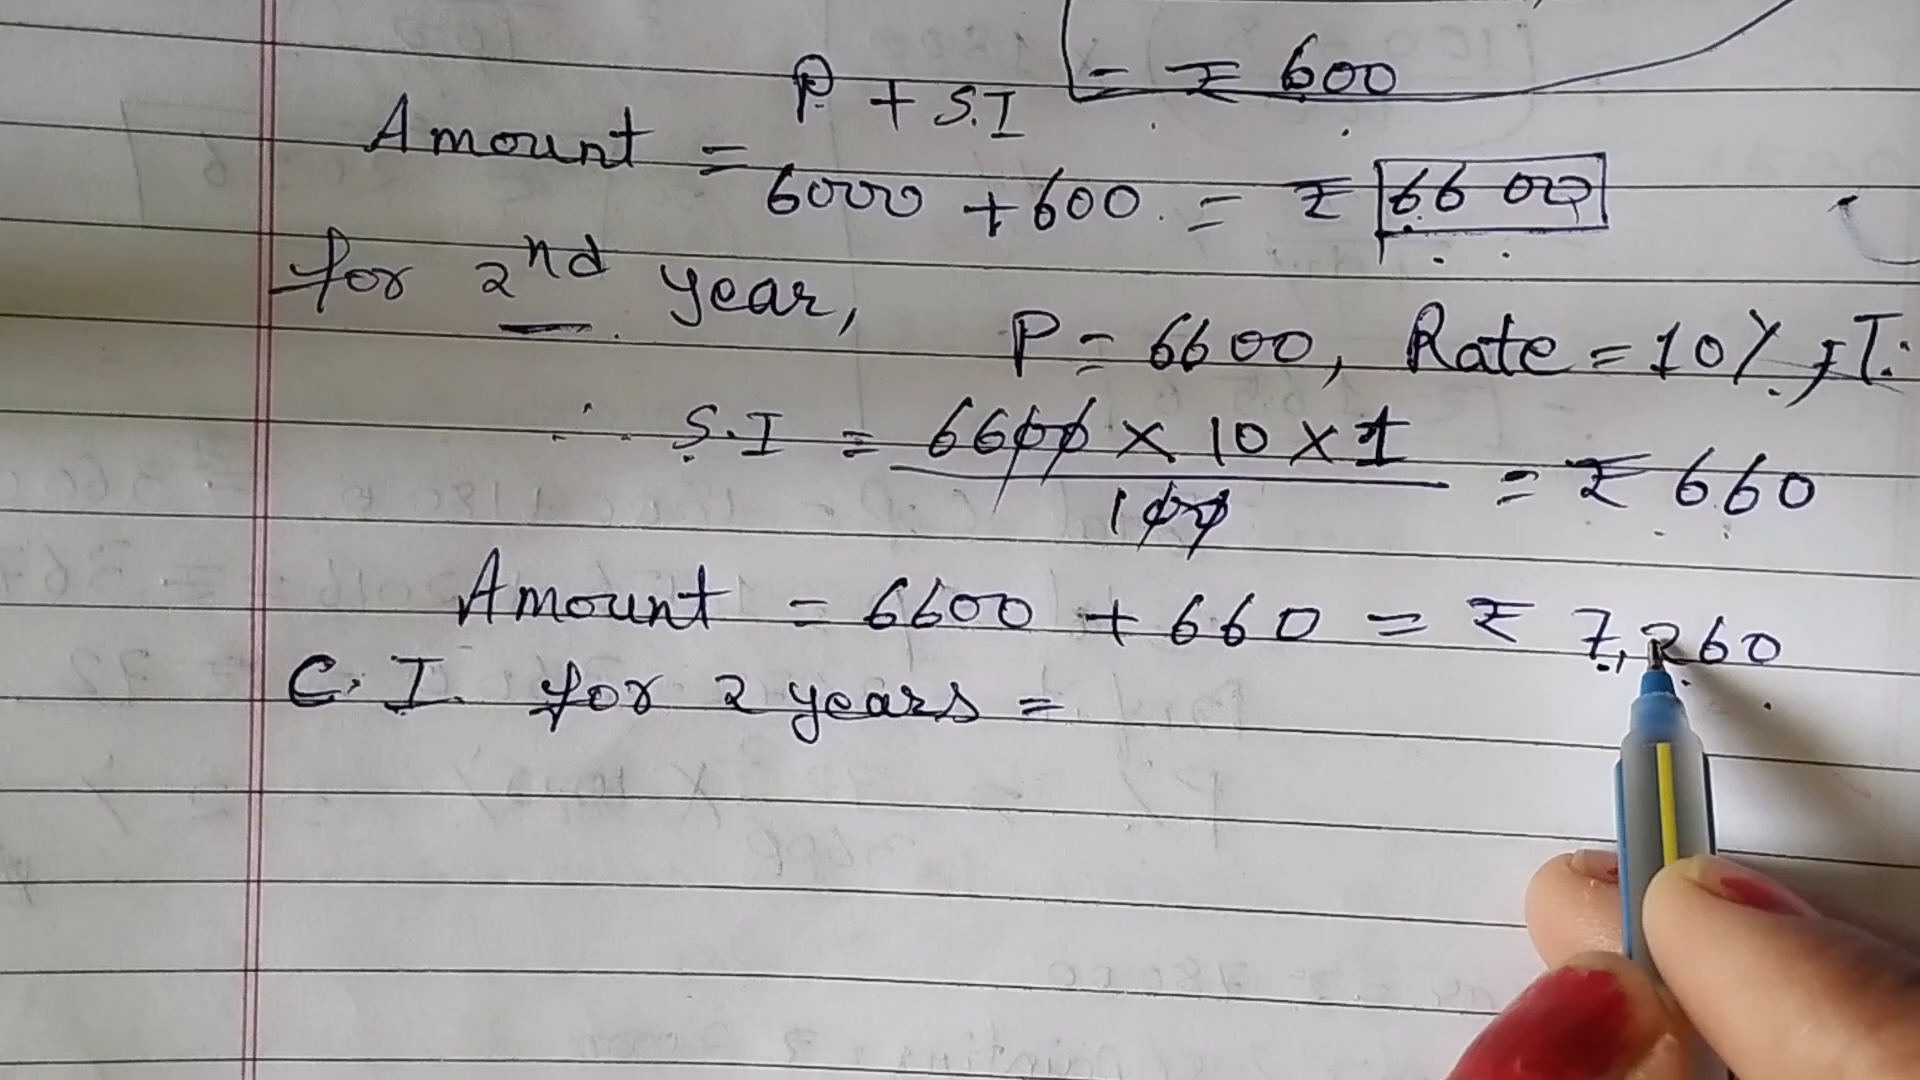 = ₹ 600
Amount = P + S.I
6000 + 600 = ₹ 6600
for 2nd year,
P = 6600, Rate = 10%, T.
∴ S.I = 6600 × 10 × 1 / 100 = ₹ 660
Amount = 6600 + 660 = ₹ 7,260
C.I. for 2 years =